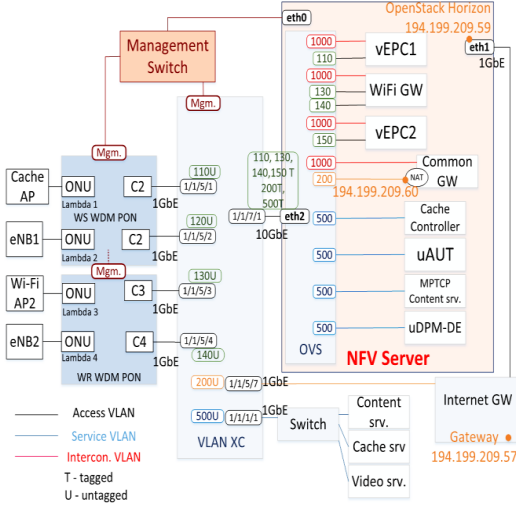 OpenStack Horizon
194.199.209.59
eth0
eth1
1GbE
Management
Switch
Mgm.
Mgm.
Mgm.
1000
vEPC1
110
1000
WiFi GW
130
140
1000
vEPC2
150
1000
Common
GW
200
NAT
194.199.209.60
110, 130,
140,150 T
200T,
500T
1/1/7/1
eth2
10GbE
500
Cache
Controller
500
uAUT
500
MPTCP
Content srv.
500
uDPM-DE
OVS
NFV Server
Cache
AP
ONU
Lambda 1
C2
1GbE
110U
1/1/5/1
WS WDM PON
eNB1
ONU
Lambda 2
C2
1GbE
120U
1/1/5/2
Wi-Fi
AP2
ONU
Lambda 3
C3
1GbE
130U
1/1/5/3
eNB2
ONU
Lambda 4
C4
1GbE
1/1/5/4
140U
WR WDM PON
200U
1/1/5/7
1GbE
500U
1/1/1/1
1GbE
VLAN XC
Switch
Content
srv.
Cache srv
Video srv.
Internet GW
Gateway
194.199.209.57
Access VLAN
Service VLAN
Intercon. VLAN
T - tagged
U - untagged